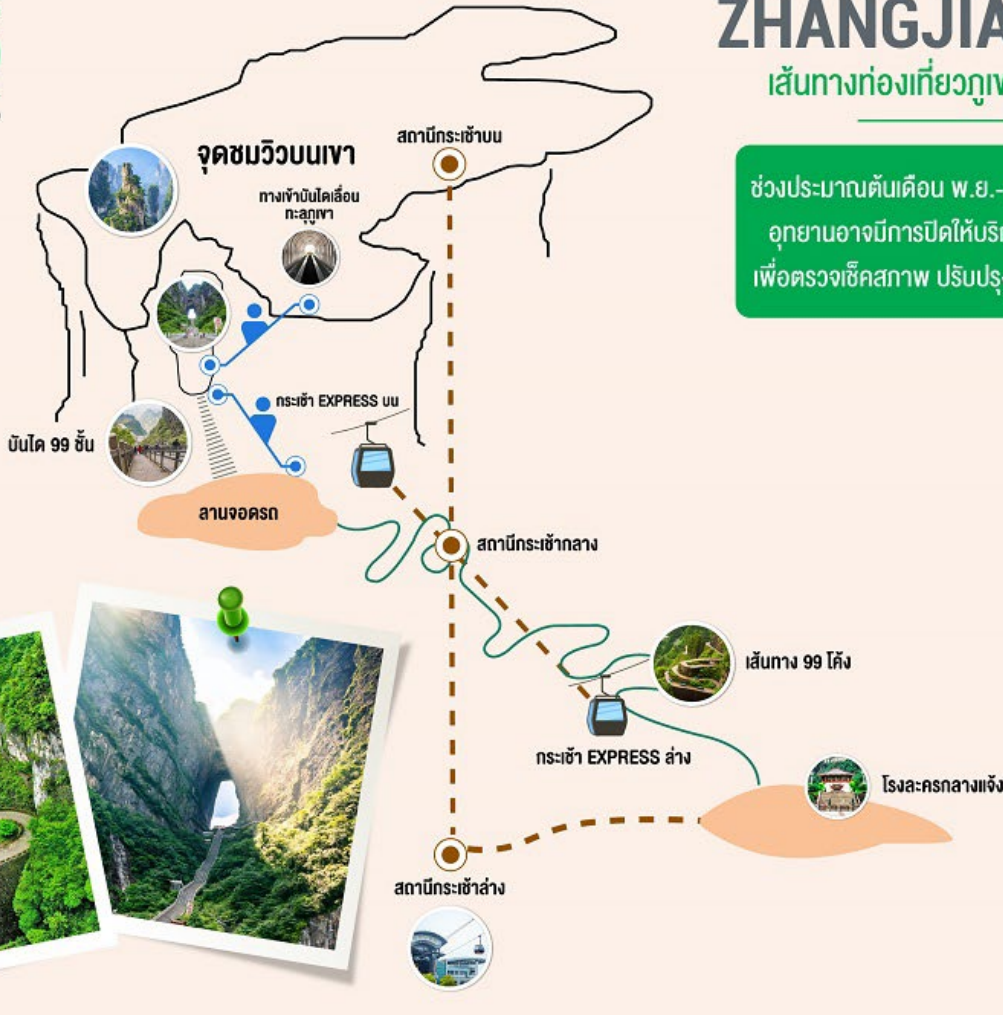 ZHANGJIA
เส้นทางท่องเที่ยวภูเข
ช่วงประมาณต้นเดือน พ.ย.-
อุทยานอาจมีการปิดให้บริก
เพื่อตรวจเช็คสภาพ ปรับปรุง
จุดชมวิวบนเขา
สถานีกระเช้าบน
ทางเข้าบันไดเลื่อน
ทะลุภูเขา
กระเช้า EXPRESS บน
บันได 99 ชั้น
ลานจอดรถ
สถานีกระเช้ากลาง
เส้นทาง 99 โค้ง
กระเช้า EXPRESS ล่าง
โรงละครกลางแจ้ง
สถานีกระเช้าล่าง